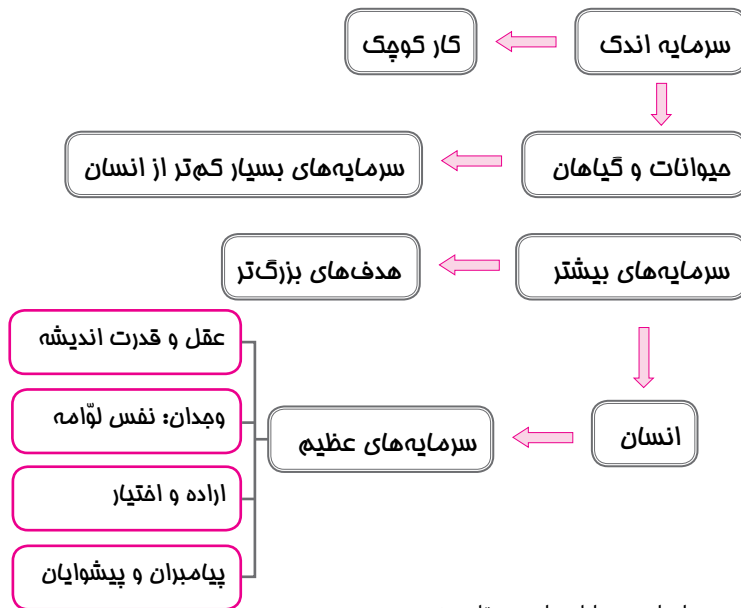 سرمایه اندک
کار کوچک
حیوانات و گیاهان
سرمایه‌های بسیار کم‌تر از انسان
سرمایه‌های بیشتر
هدف‌های بزرگ‌تر
انسان
سرمایه‌های عظیم
عقل و قدرت اندیشه
وجدان: نفس لوّامه
اراده و اختیار
پیامبران و پیشوایان